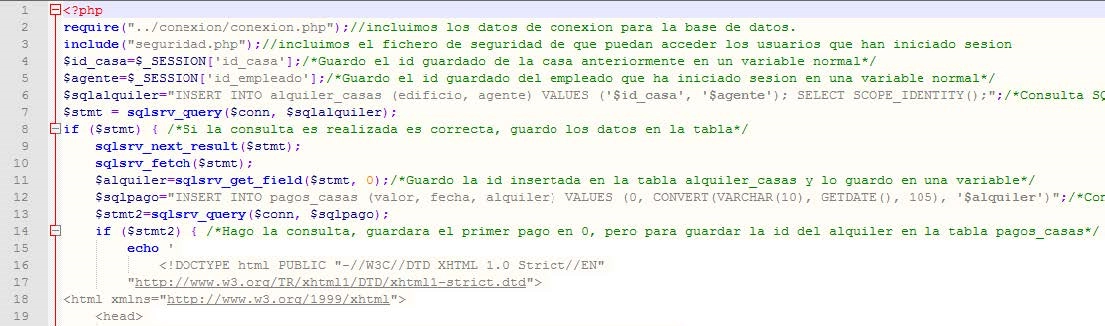 1 <?php
2 require("../conexion/conexion.php");//incluimos los datos de conexion para la base de datos.
3 include("seguridad.php");//incluimos el fichero de seguridad de que puedan acceder los usuarios que han iniciado sesion
4 $id_casa=$_SESSION['id_casa'];/*Guardo el id guardado de la casa anteriormente en un variable normal*/
5 $agente=$_SESSION['id_empleado'];/*Guardo el id guardado del empleado que ha iniciado sesion en una variable normal*/
6 $sqlalquiler="INSERT INTO alquiler_casas (edificio, agente) VALUES ('$id_casa', '$agente'); SELECT SCOPE_IDENTITY();";/*Consulta SQ
7 $stmt = sqlsrv_query($conn, $sqlalquiler);
8 if ($stmt) { /*Si la consulta es realizada es correcta, guardo los datos en la tabla*/
9 sqlsrv_next_result($stmt);
10 sqlsrv_fetch($stmt);
11 $alquiler=sqlsrv_get_field($stmt, 0);/*Guardo la id insertada en la tabla alquiler_casas y lo guardo en una variable*/
12 $sqlpago="INSERT INTO pagos_casas (valor, fecha, alquiler) VALUES (0, CONVERT(VARCHAR(10), GETDATE(), 105), '$alquiler')";/*Con
13 $stmt2=sqlsrv_query($conn, $sqlpago);
14 if ($stmt2) { /*Hago la consulta, guardara el primer pago en 0, pero para guardar la id del alquiler en la tabla pagos_casas*/
15 echo '
16 <!DOCTYPE html PUBLIC "-//W3C//DTD XHTML 1.0 Strict//EN"
17 "http://www.w3.org/TR/xhtml1/DTD/xhtml1-strict.dtd">
18 <html xmlns="http://www.w3.org/1999/xhtml">
19 <head>